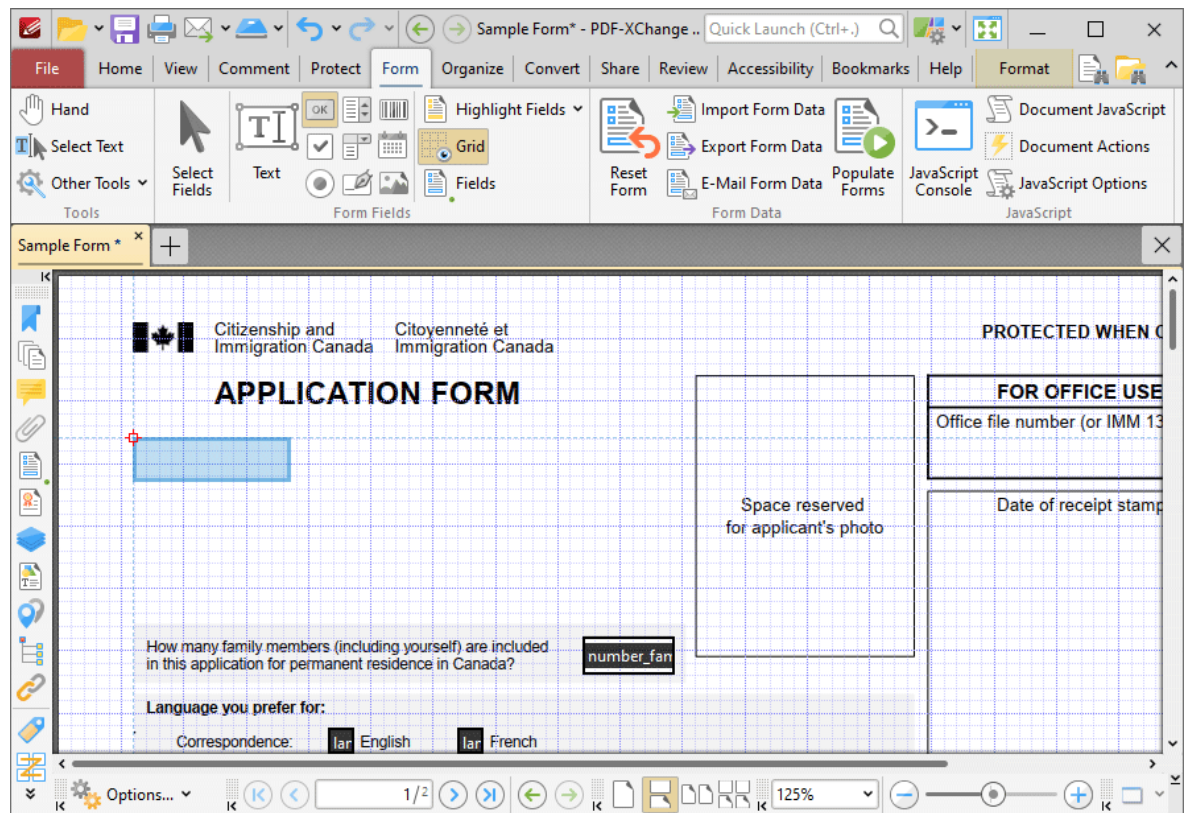 Sample Form* - PDF-XChange .. Quick Launch (Ctrl+.)
File Home View Comment Protect Form Organize Convert Share Review Accessibility Bookmarks Help Format
Hand
Select Text
Other Tools
Tools
Select Fields
Text
OK
Highlight Fields
Grid
Fields
Form Fields
Reset Form
Import Form Data
Export Form Data
E-Mail Form Data
Populate Forms
Form Data
JavaScript Console
Document JavaScript
Document Actions
JavaScript Options
JavaScript
Sample Form *
Citizenship and Citoyenneté et
Immigration Canada Immigration Canada
PROTECTED WHEN
APPLICATION FORM
FOR OFFICE USE
Office file number (or IMM 13
Space reserved
for applicant's photo
Date of receipt stamp
How many family members (including yourself) are included
in this application for permanent residence in Canada?
number_fam
Language you prefer for:
Correspondence: lar English lar French
Options... 1/2 125%